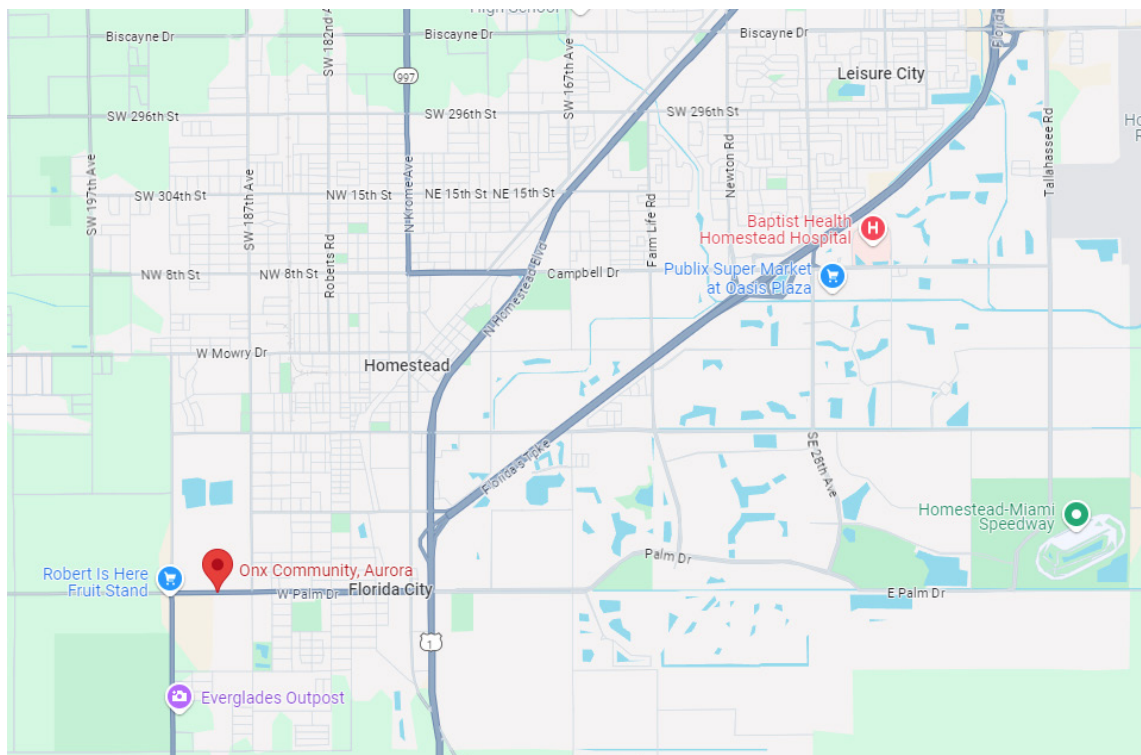 High School
Biscayne Dr
Biscayne Dr
SW 182nd A
SW 167th Ave
Florida
Leisure City
997
SW 296th St
SW 296th St
SW 296th St
Tallahassee Rd
Ho
R
SW 197th Ave
SW 304th St
SW 187th Ave
NW 15th St
NE 15th St
NE 15th St
N Krome Ave
Newton Rd
Farm Life Rd
Baptist Health
Homestead Hospital
H
Roberts Rd
NW 8th St
NW 8th St
Campbell Dr
N Homestead Blvd
Publix Super Market
at Oasis Plaza
W Mowry Dr
Homestead
Florida's Tpke
SE 28th Ave
Homestead-Miami
Speedway
Palm Dr
Robert Is Here
Fruit Stand
Onx Community, Aurora
W Palm Dr
Florida City
E Palm Dr
1
Everglades Outpost